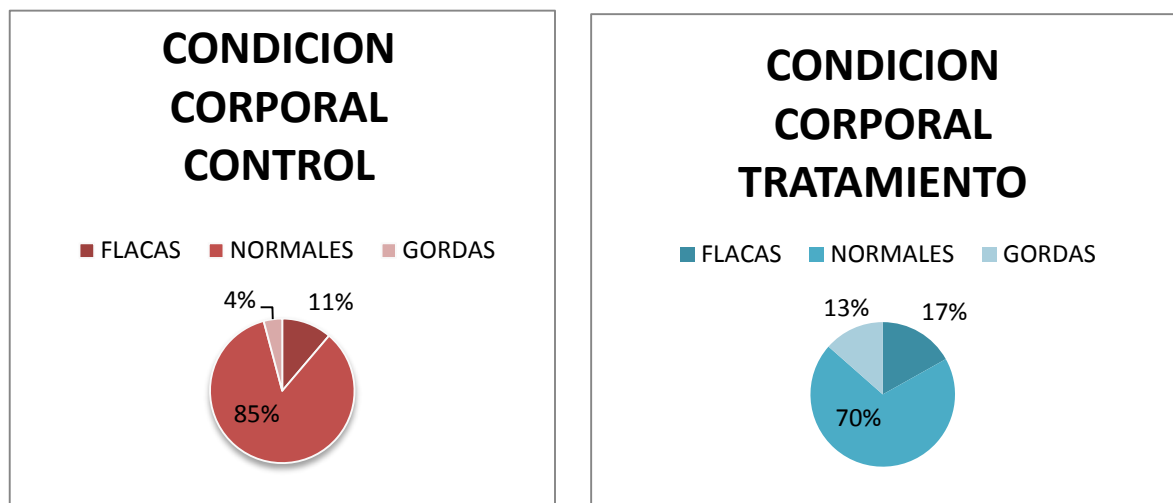 CONDICION
CORPORAL
CONTROL
FLACAS NORMALES GORDAS
4% 11%
85%
CONDICION
CORPORAL
TRATAMIENTO
FLACAS NORMALES GORDAS
13% 17%
70%